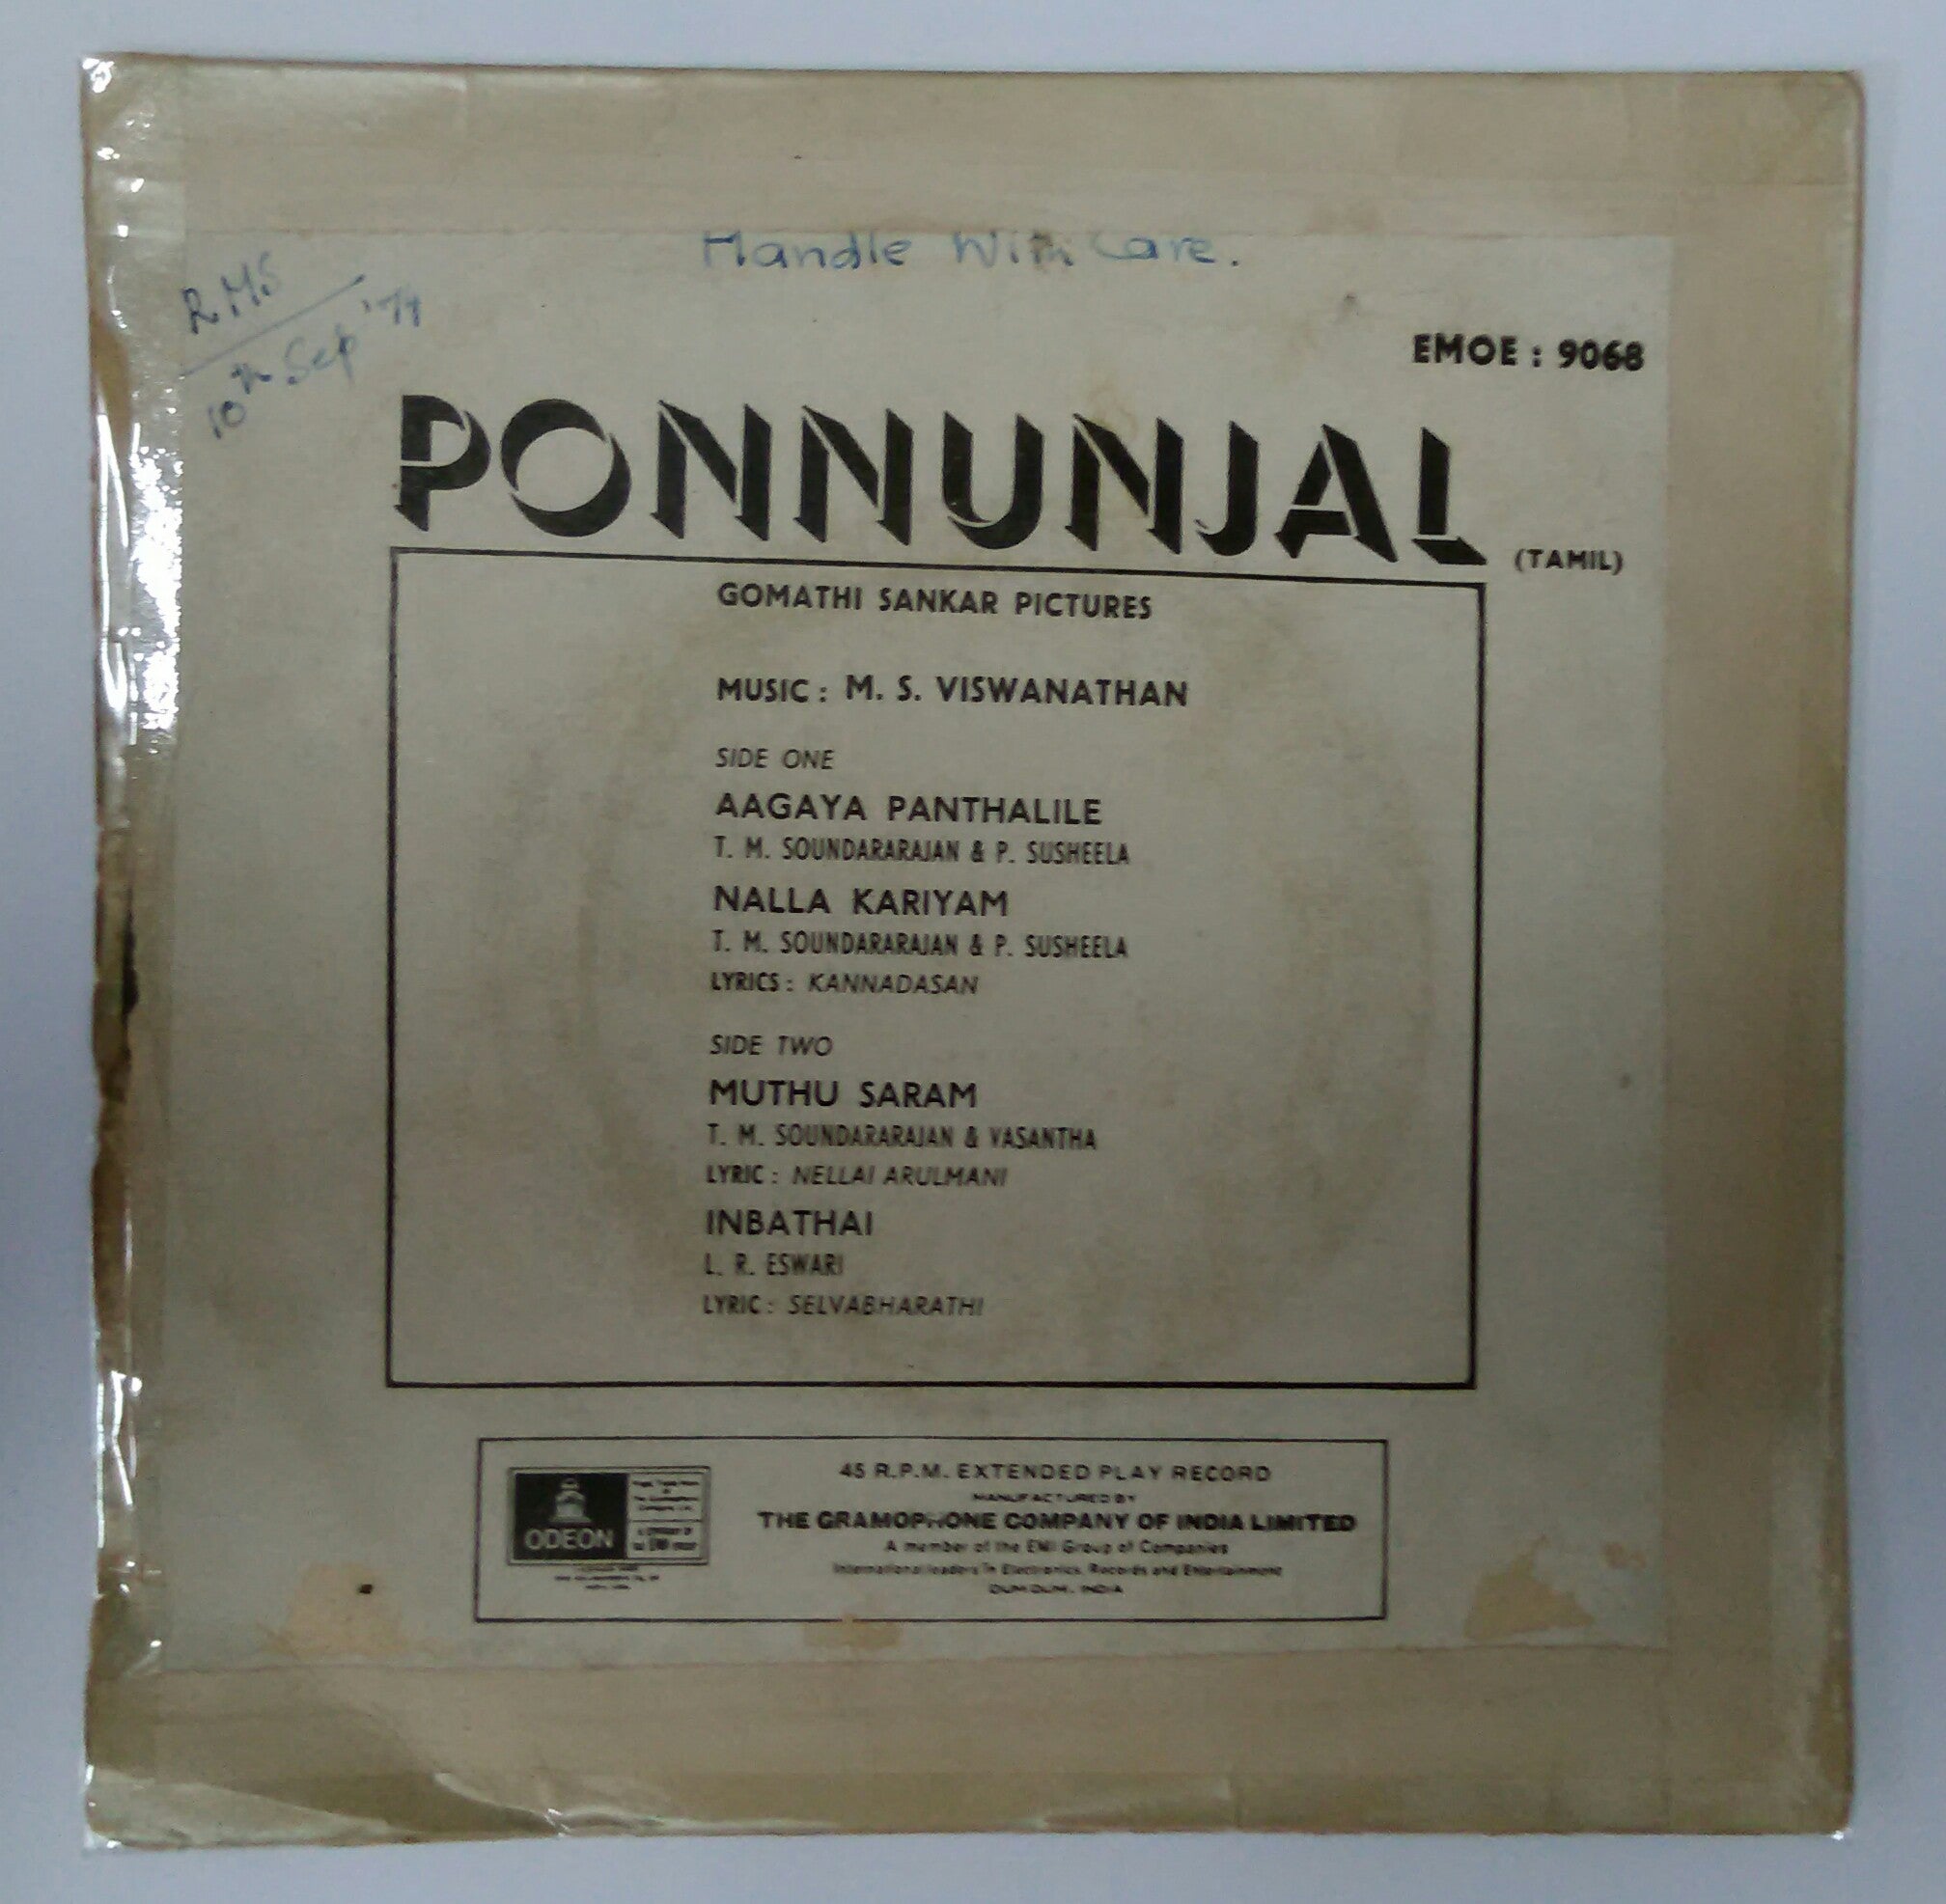 Handle With Care.
RMS
10th Sep '71
EMOE : 9068
PONNUNJAL
(TAMIL)
GOMATHI SANKAR PICTURES
MUSIC : M. S. VISWANATHAN
SIDE ONE
AAGAYA PANTHALILE
T. M. SOUNDARARAJAN & P. SUSHEELA
NALLA KARIYAM
T. M. SOUNDARARAJAN & P. SUSHEELA
LYRICS : KANNADASAN
SIDE TWO
MUTHU SARAM
T. M. SOUNDARARAJAN & VASANTHA
LYRIC : NELLAI ARULMANI
INBATHAI
L. R. ESWARI
LYRIC : SELVABHARATHI
ODEON
45 R.P.M. EXTENDED PLAY RECORD
MANUFACTURED BY
THE GRAMOPHONE COMPANY OF INDIA LIMITED
A member of the EMI Group of Companies
International leaders in Electronics, Records and Entertainment
DUM DUM, INDIA